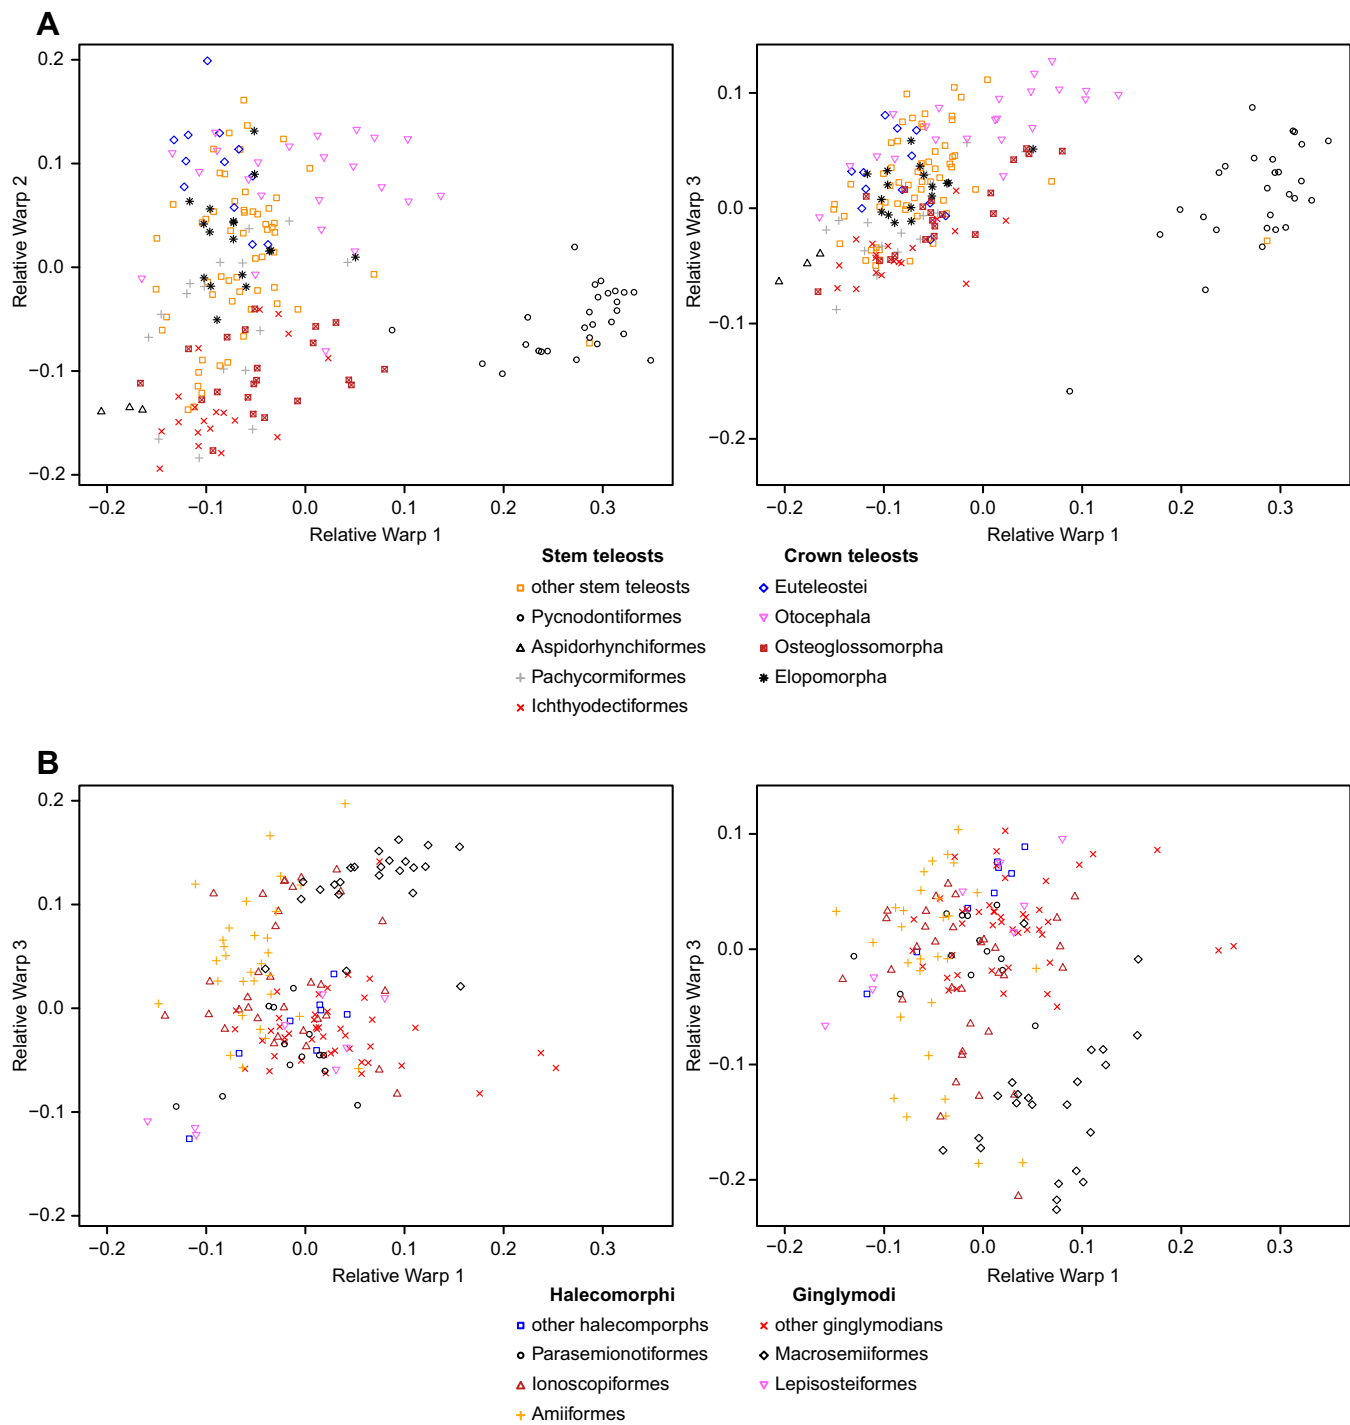 A
0.2
0.1
0.0
−0.1
−0.2
Relative Warp 2
−0.2 −0.1 0.0 0.1 0.2 0.3
Relative Warp 1
0.1
0.0
−0.1
−0.2
Relative Warp 3
−0.2 −0.1 0.0 0.1 0.2 0.3
Relative Warp 1
Stem teleosts
other stem teleosts
Pycnodontiformes
Aspidorhynchiformes
Pachycormiformes
Ichthyodectiformes
Crown teleosts
Euteleostei
Otocephala
Osteoglossomorpha
Elopomorpha
B
0.2
0.1
0.0
−0.1
−0.2
Relative Warp 3
−0.2 −0.1 0.0 0.1 0.2 0.3
Relative Warp 1
0.1
0.0
−0.1
−0.2
Relative Warp 3
−0.2 −0.1 0.0 0.1 0.2 0.3
Relative Warp 1
Halecomorphi
other halecomporphs
Parasemionotiformes
Ionoscopiformes
Amiiformes
Ginglymodi
other ginglymodians
Macrosemiiformes
Lepisosteiformes